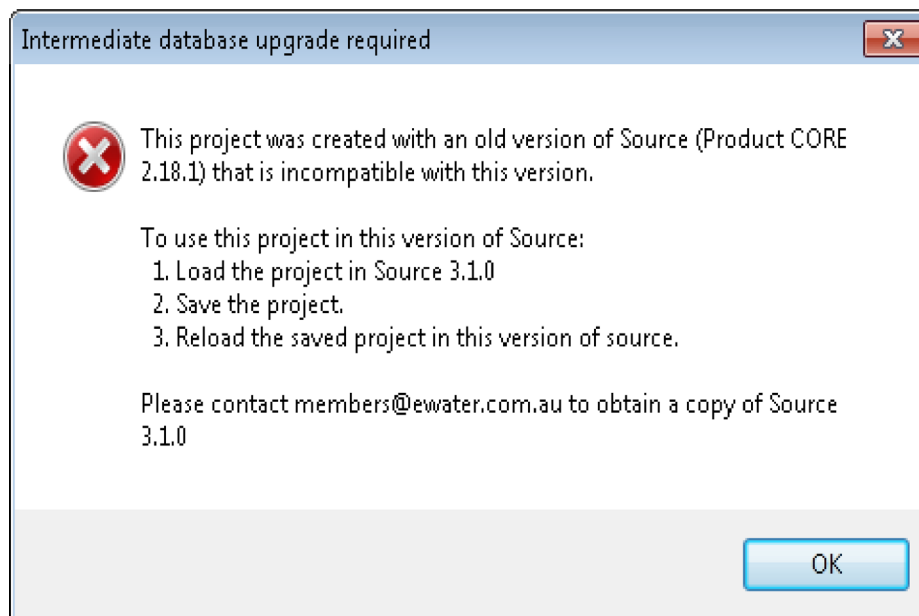 Intermediate database upgrade required
This project was created with an old version of Source (Product CORE
2.18.1) that is incompatible with this version.
To use this project in this version of Source:
1. Load the project in Source 3.1.0
2. Save the project.
3. Reload the saved project in this version of source.
Please contact members@ewater.com.au to obtain a copy of Source
3.1.0
OK